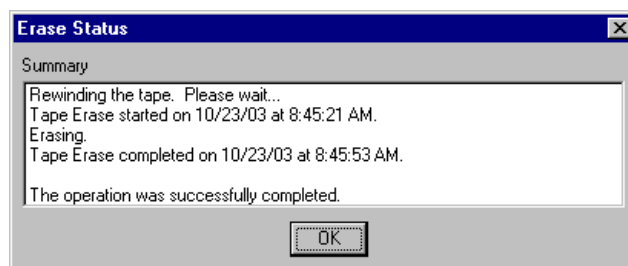 Erase Status
Summary
Rewinding the tape.  Please wait...
Tape Erase started on 10/23/03 at 8:45:21 AM.
Erasing.
Tape Erase completed on 10/23/03 at 8:45:53 AM.
The operation was successfully completed.
OK